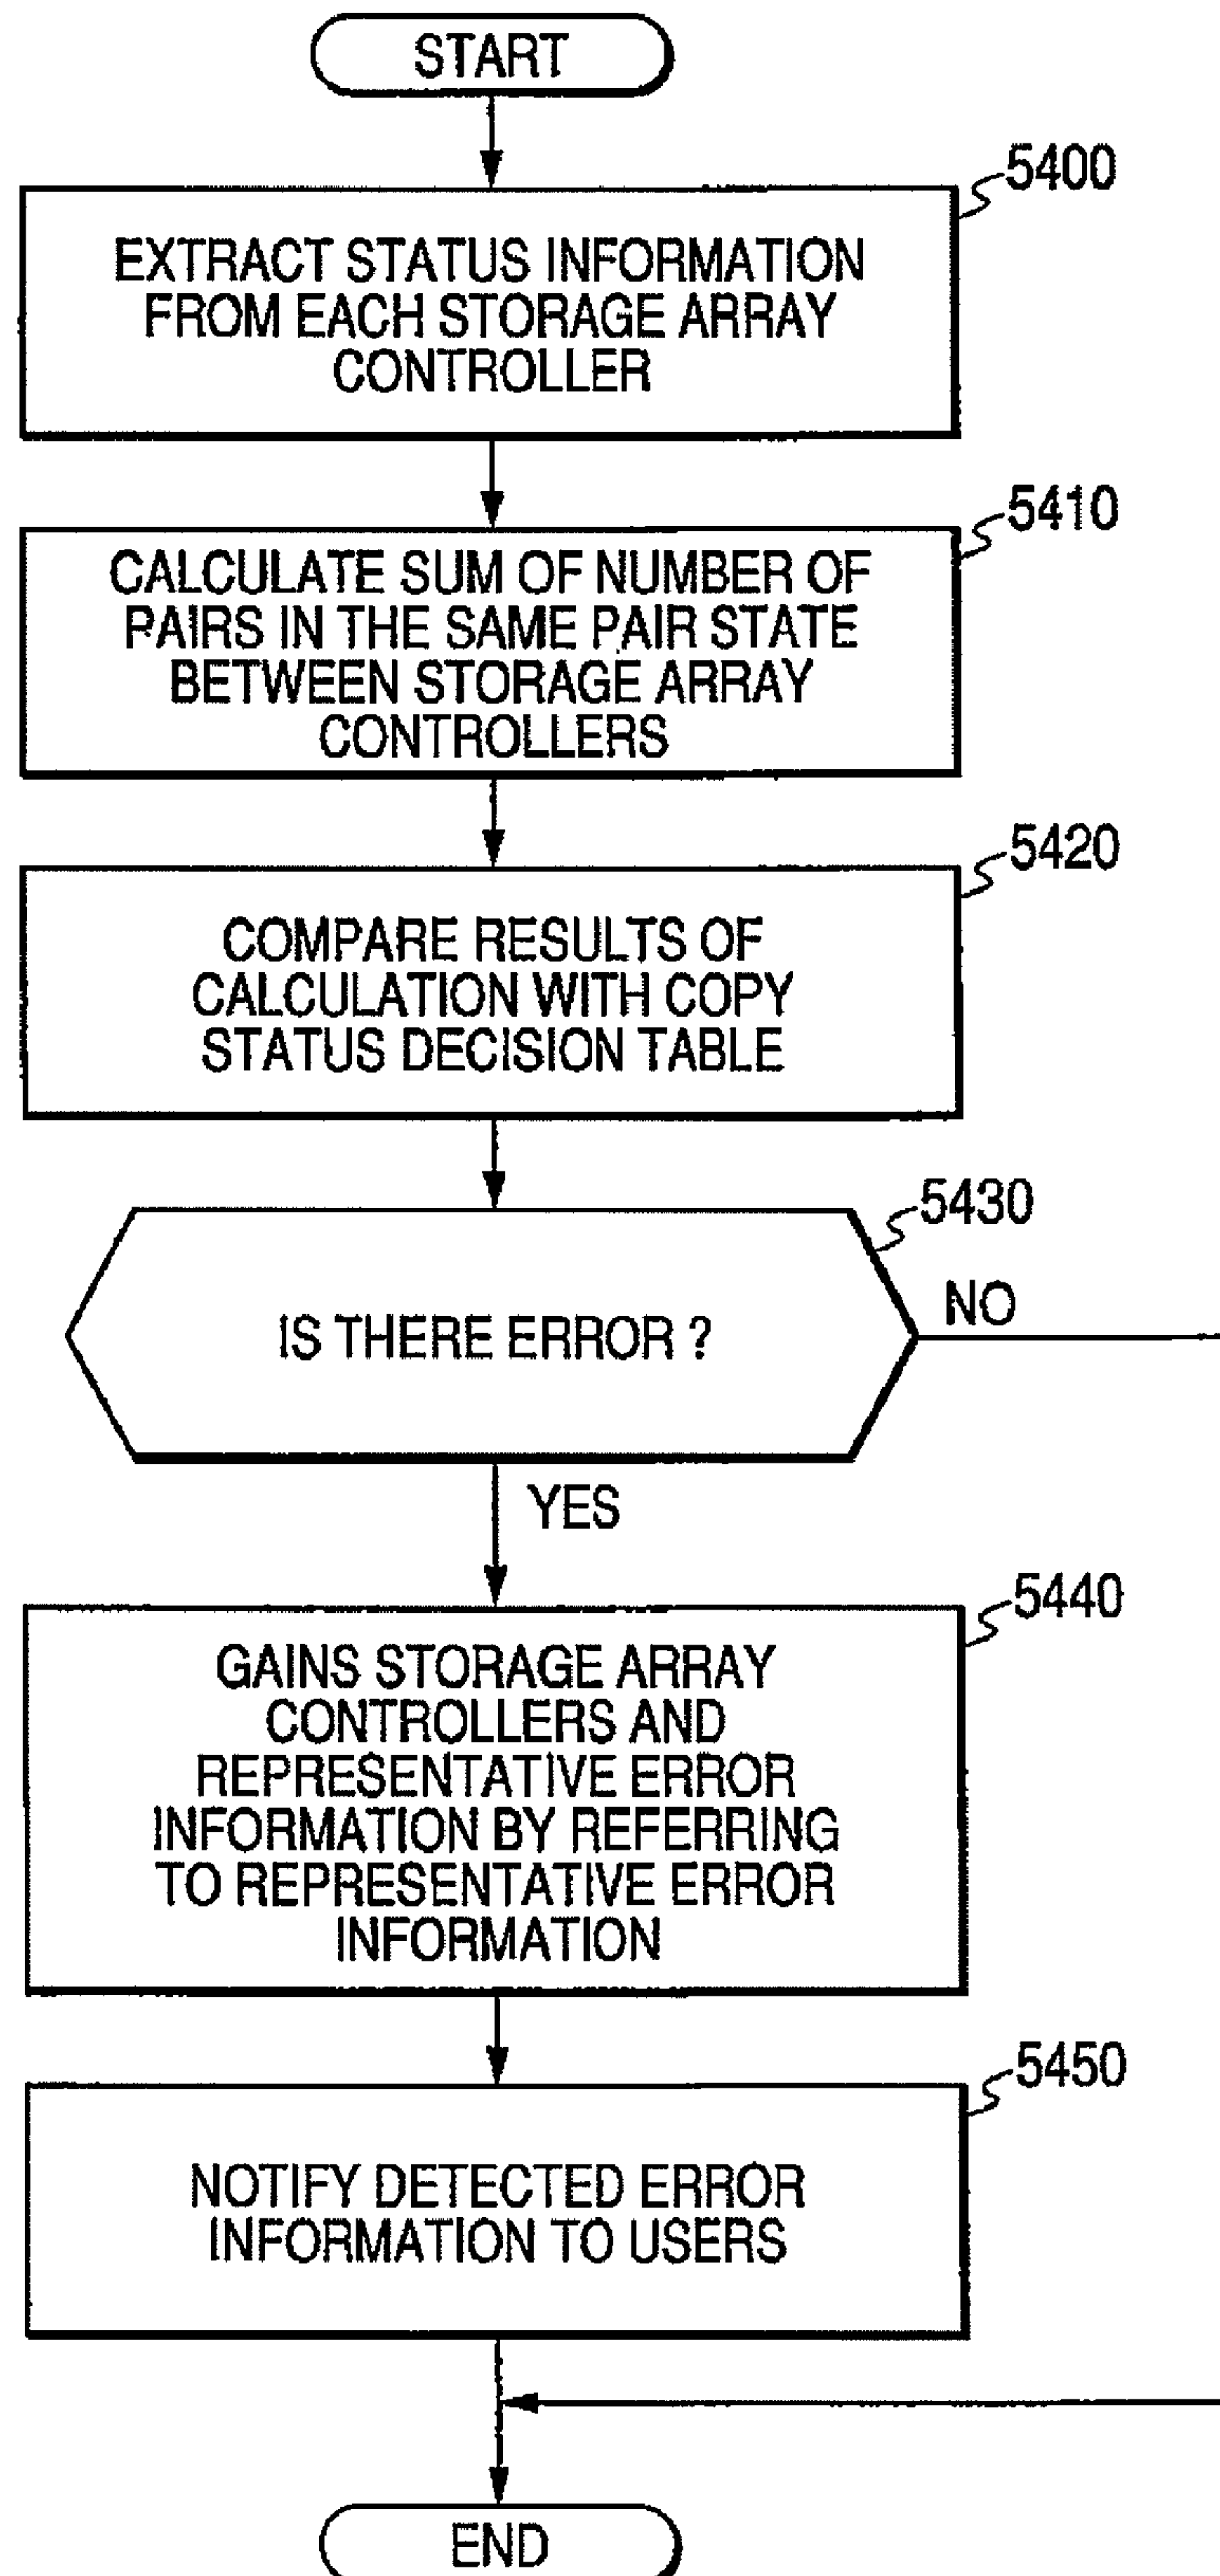 START
5400
EXTRACT STATUS INFORMATION
FROM EACH STORAGE ARRAY
CONTROLLER
5410
CALCULATE SUM OF NUMBER OF
PAIRS IN THE SAME PAIR STATE
BETWEEN STORAGE ARRAY
CONTROLLERS
5420
COMPARE RESULTS OF
CALCULATION WITH COPY
STATUS DECISION TABLE
5430
IS THERE ERROR ?
NO
YES
5440
GAINS STORAGE ARRAY
CONTROLLERS AND
REPRESENTATIVE ERROR
INFORMATION BY REFERRING
TO REPRESENTATIVE ERROR
INFORMATION
5450
NOTIFY DETECTED ERROR
INFORMATION TO USERS
END